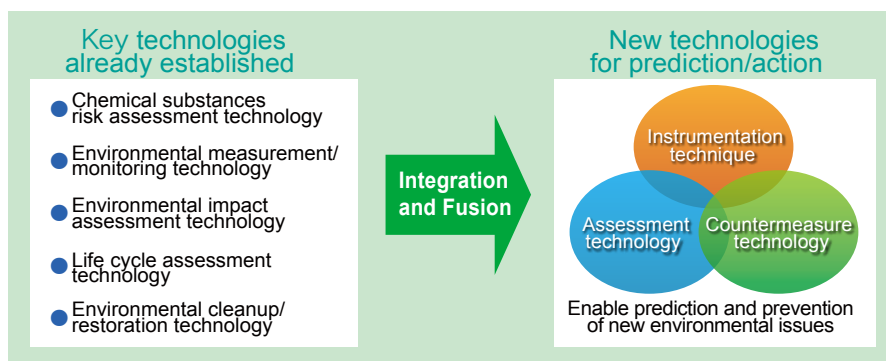 Key technologies
already established
Chemical substances
risk assessment technology
Environmental measurement/
monitoring technology
Environmental impact
assessment technology
Life cycle assessment
technology
Environmental cleanup/
restoration technology
Integration
and Fusion
New technologies
for prediction/action
Instrumentation
technique
Assessment
technology
Countermeasure
technology
Enable prediction and prevention
of new environmental issues